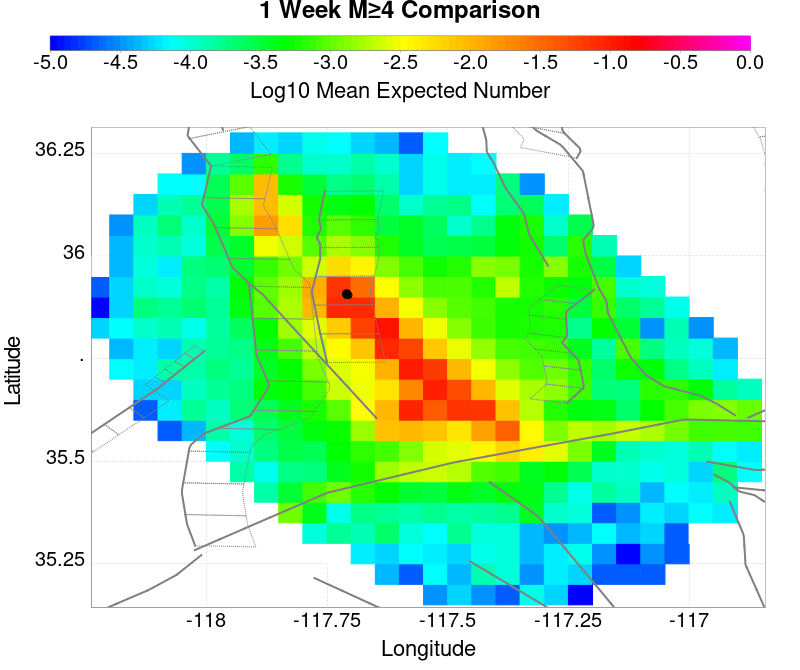 1 Week M≥4 Comparison
-5.0 -4.5 -4.0 -3.5 -3.0 -2.5 -2.0 -1.5 -1.0 -0.5 0.0
Log10 Mean Expected Number
36.25
36
.
35.5
35.25
Latitude
-118 -117.75 -117.5 -117.25 -117
Longitude